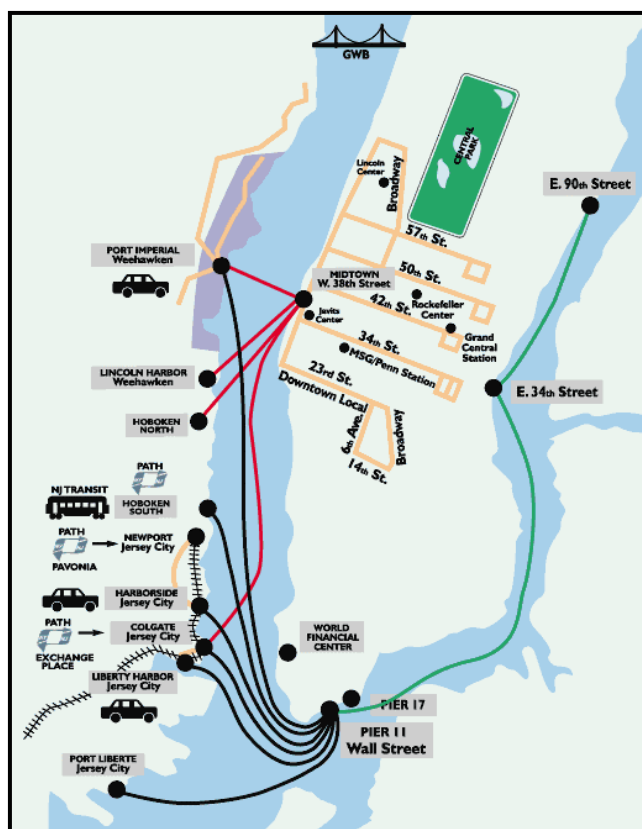 GWB
CENTRAL
PARK
Lincoln
Center
Broadway
E. 90th Street
57th St.
PORT IMPERIAL
Weehawken
MIDTOWN
W. 38th Street
50th St.
Rockefeller
Center
42th St.
Javits
Center
Grand
Central
Station
34th St.
MSG/Penn Station
LINCOLN HARBOR
Weehawken
23rd St.
Downtown Local
E. 34th Street
HOBOKEN
NORTH
6th Ave.
Broadway
14th St.
PATH
NJ TRANSIT
HOBOKEN
SOUTH
PATH
NEWPORT
Jersey City
PAVONIA
HARBORSIDE
Jersey City
PATH
COLGATE
Jersey City
EXCHANGE
PLACE
WORLD
FINANCIAL
CENTER
LIBERTY HARBOR
Jersey City
PIER 17
PIER 11
Wall Street
PORT LIBERTE
Jersey City